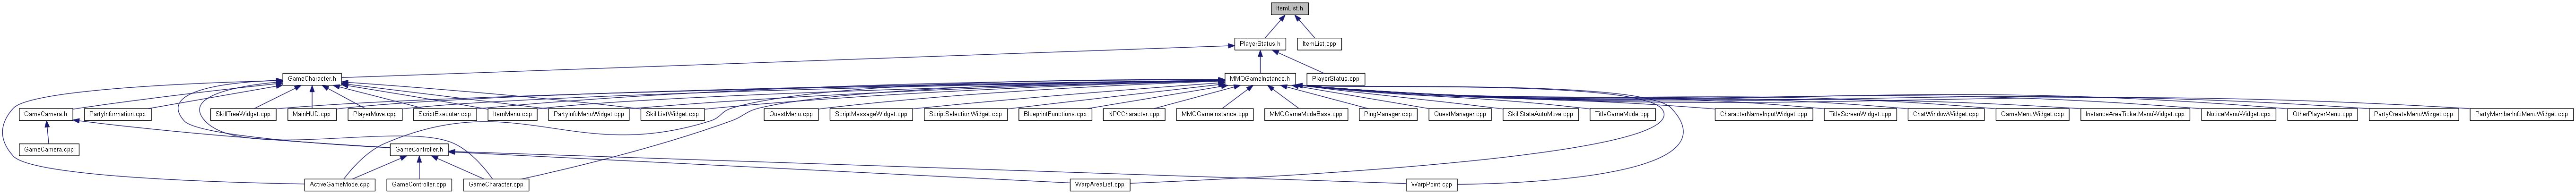 ItemList.h
PlayerStatus.h
ItemList.cpp
GameCharacter.h
MMOGameInstance.h
PlayerStatus.cpp
GameCamera.h
PartyInformation.cpp
SkillTreeWidget.cpp
MainHUD.cpp
PlayerMove.cpp
ScriptExecuter.cpp
ItemMenu.cpp
PartyInfoMenuWidget.cpp
SkillListWidget.cpp
QuestMenu.cpp
ScriptMessageWidget.cpp
ScriptSelectionWidget.cpp
BlueprintFunctions.cpp
NPCCharacter.cpp
MMOGameInstance.cpp
MMOGameModeBase.cpp
PingManager.cpp
QuestManager.cpp
SkillStateAutoMove.cpp
TitleGameMode.cpp
CharacterNameInputWidget.cpp
TitleScreenWidget.cpp
ChatWindowWidget.cpp
GameMenuWidget.cpp
InstanceAreaTicketMenuWidget.cpp
NoticeMenuWidget.cpp
OtherPlayerMenu.cpp
PartyCreateMenuWidget.cpp
PartyMemberInfoMenuWidget.cpp
GameCamera.cpp
GameController.h
ActiveGameMode.cpp
GameController.cpp
GameCharacter.cpp
WarpAreaList.cpp
WarpPoint.cpp